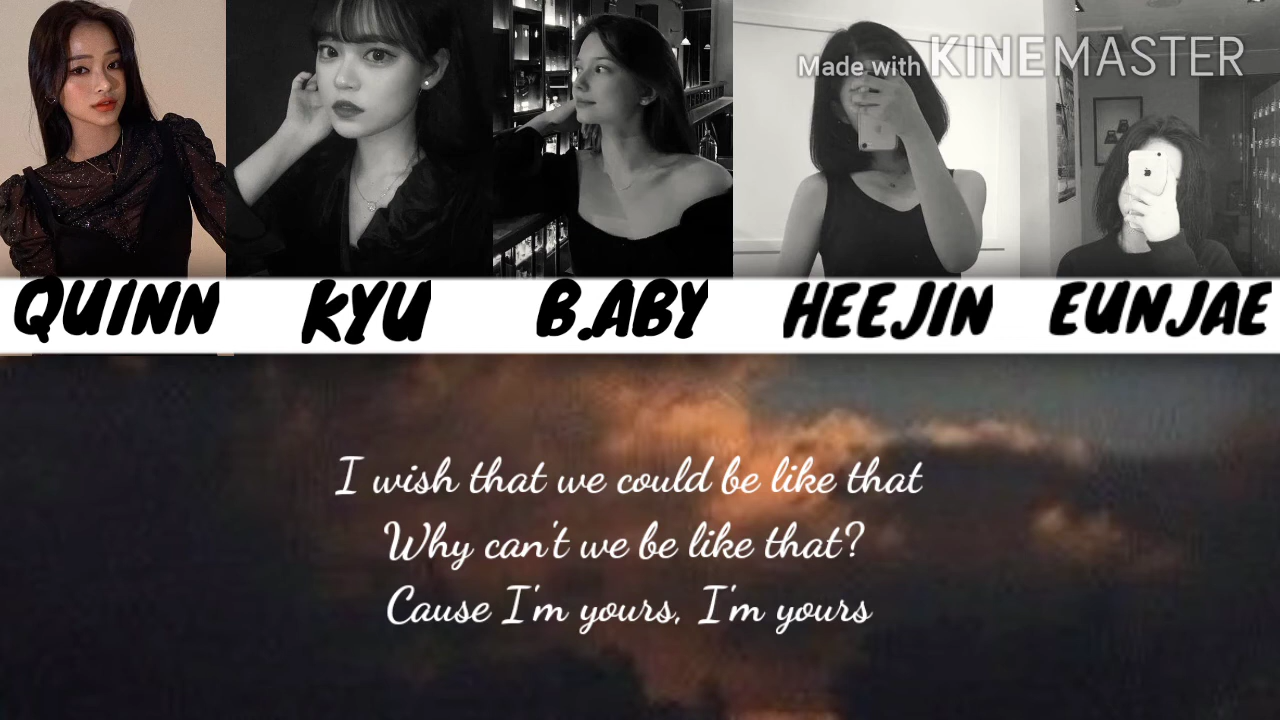 Made with KINEMASTER
QUINN KYU B.ABY HEEJIN EUNJAE
I wish that we could be like that
Why can't we be like that?
Cause I'm yours, I'm yours